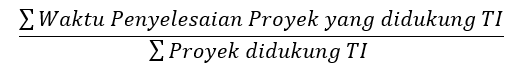 ∑ Waktu Penyelesaian Proyek yang didukung TI
∑ Proyek didukung TI